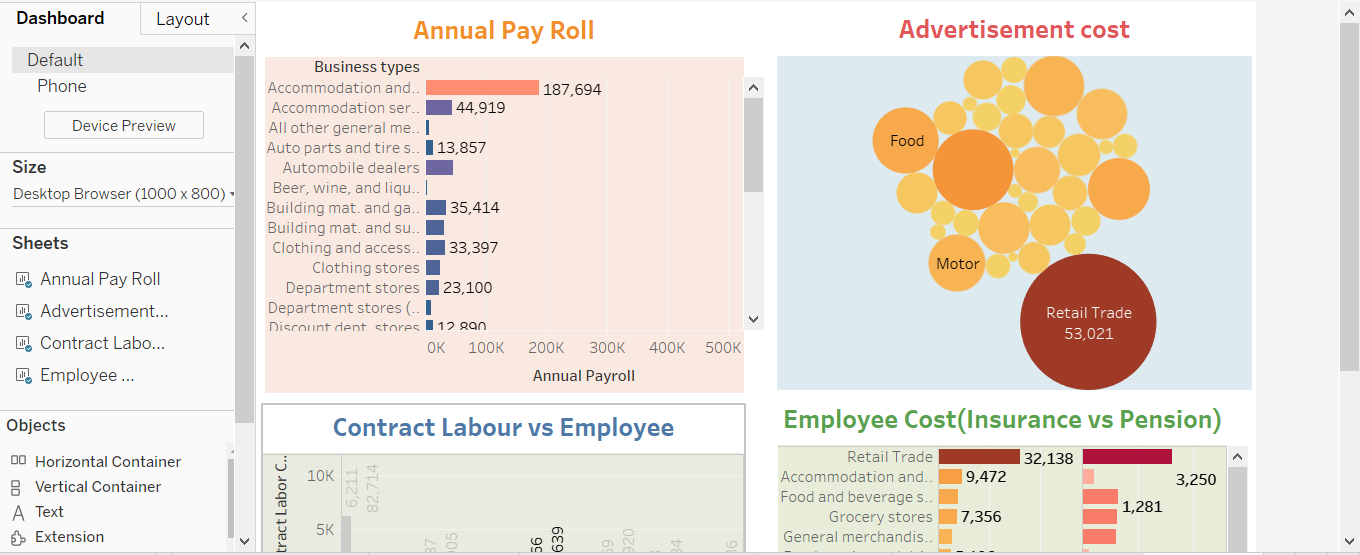 Dashboard
Layout
Default
Phone
Device Preview
Size
Desktop Browser (1000 x 800)
Sheets
Annual Pay Roll
Advertisement...
Contract Labo...
Employee ...
Objects
Horizontal Container
Vertical Container
Text
Extension
Annual Pay Roll
Business types
Accommodation and.. 187,694
Accommodation ser.. 44,919
All other general me..
Auto parts and tire s.. 13,857
Automobile dealers
Beer, wine, and liqu..
Building mat. and ga.. 35,414
Building mat. and su..
Clothing and access.. 33,397
Clothing stores
Department stores 23,100
Department stores (..
Discount dept. stores 12,890
0K 100K 200K 300K 400K 500K
Annual Payroll
Advertisement cost
Food
Motor
Retail Trade
53,021
Contract Labour vs Employee
10K
5K
6,211
82,714
639
Employee Cost(Insurance vs Pension)
Retail Trade 32,138
Accommodation and.. 9,472 3,250
Food and beverage s..
1,281
Grocery stores 7,356
General merchandis..